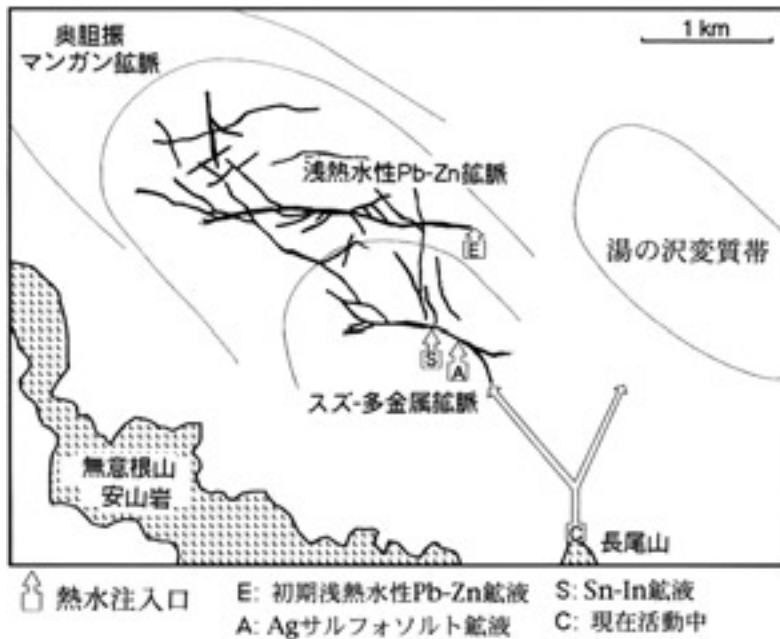 奥胆振
マンガン鉱脈
1 km
浅熱水性Pb-Zn鉱脈
E
湯の沢変質帯
S
A
スズ-多金属鉱脈
無意根山
安山岩
C
長尾山
熱水注入口
E: 初期浅熱水性Pb-Zn鉱液
S: Sn-In鉱液
A: Agサルフォソルト鉱液
C: 現在活動中